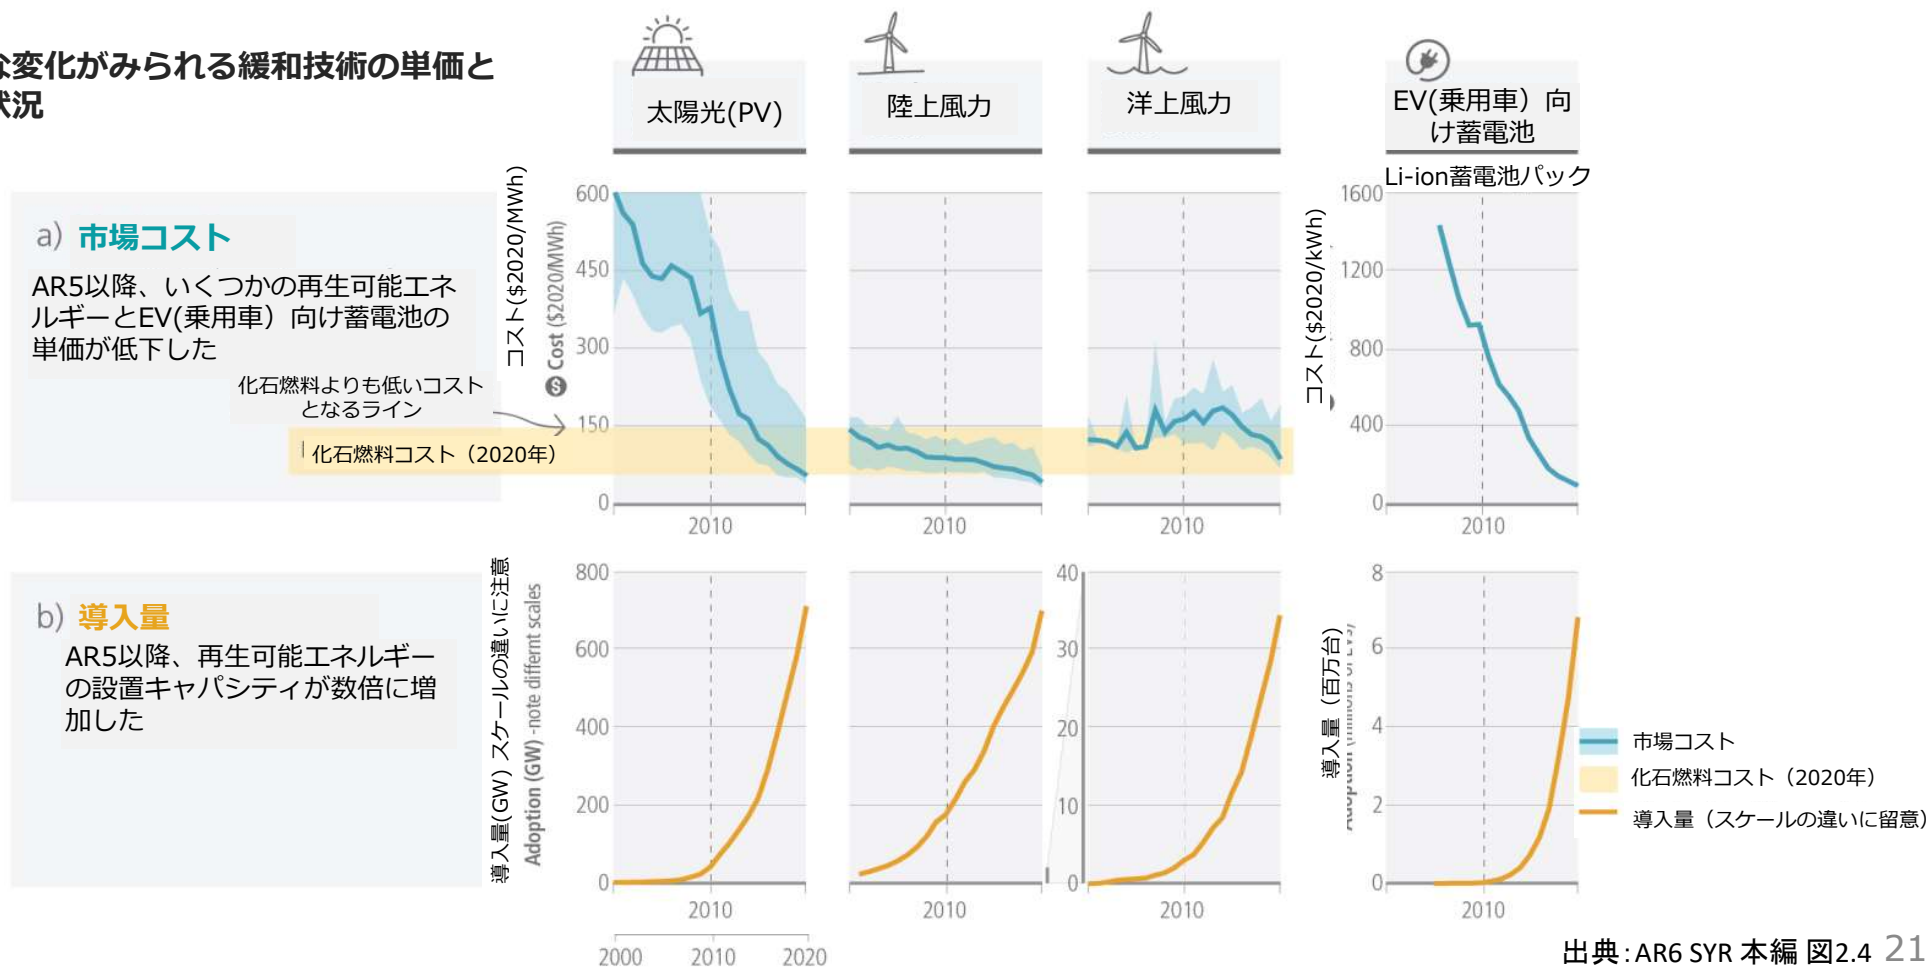 な変化がみられる緩和技術の単価と
状況
太陽光(PV)
陸上風力
洋上風力
EV(乗用車）向
け蓄電池
Li-ion蓄電池パック
a) 市場コスト
AR5以降、いくつかの再生可能エネ
ルギーとEV(乗用車）向け蓄電池の
単価が低下した
化石燃料よりも低いコスト
となるライン
化石燃料コスト（2020年）
コスト($2020/MWh)
Cost ($2020/MWh)
600
450
300
150
0
2010
2010
2010
コスト($2020/kWh)
1600
1200
800
400
0
2010
b) 導入量
AR5以降、再生可能エネルギー
の設置キャパシティが数倍に増
加した
導入量(GW) スケールの違いに注意
Adoption (GW) -note differnt scales
800
600
400
200
0
2010
2000 2010 2020
2010
40
30
20
10
0
2010
導入量（百万台）
8
6
4
2
0
2010
市場コスト
化石燃料コスト（2020年）
導入量（スケールの違いに留意）
出典:AR6 SYR 本編 図2.4 21